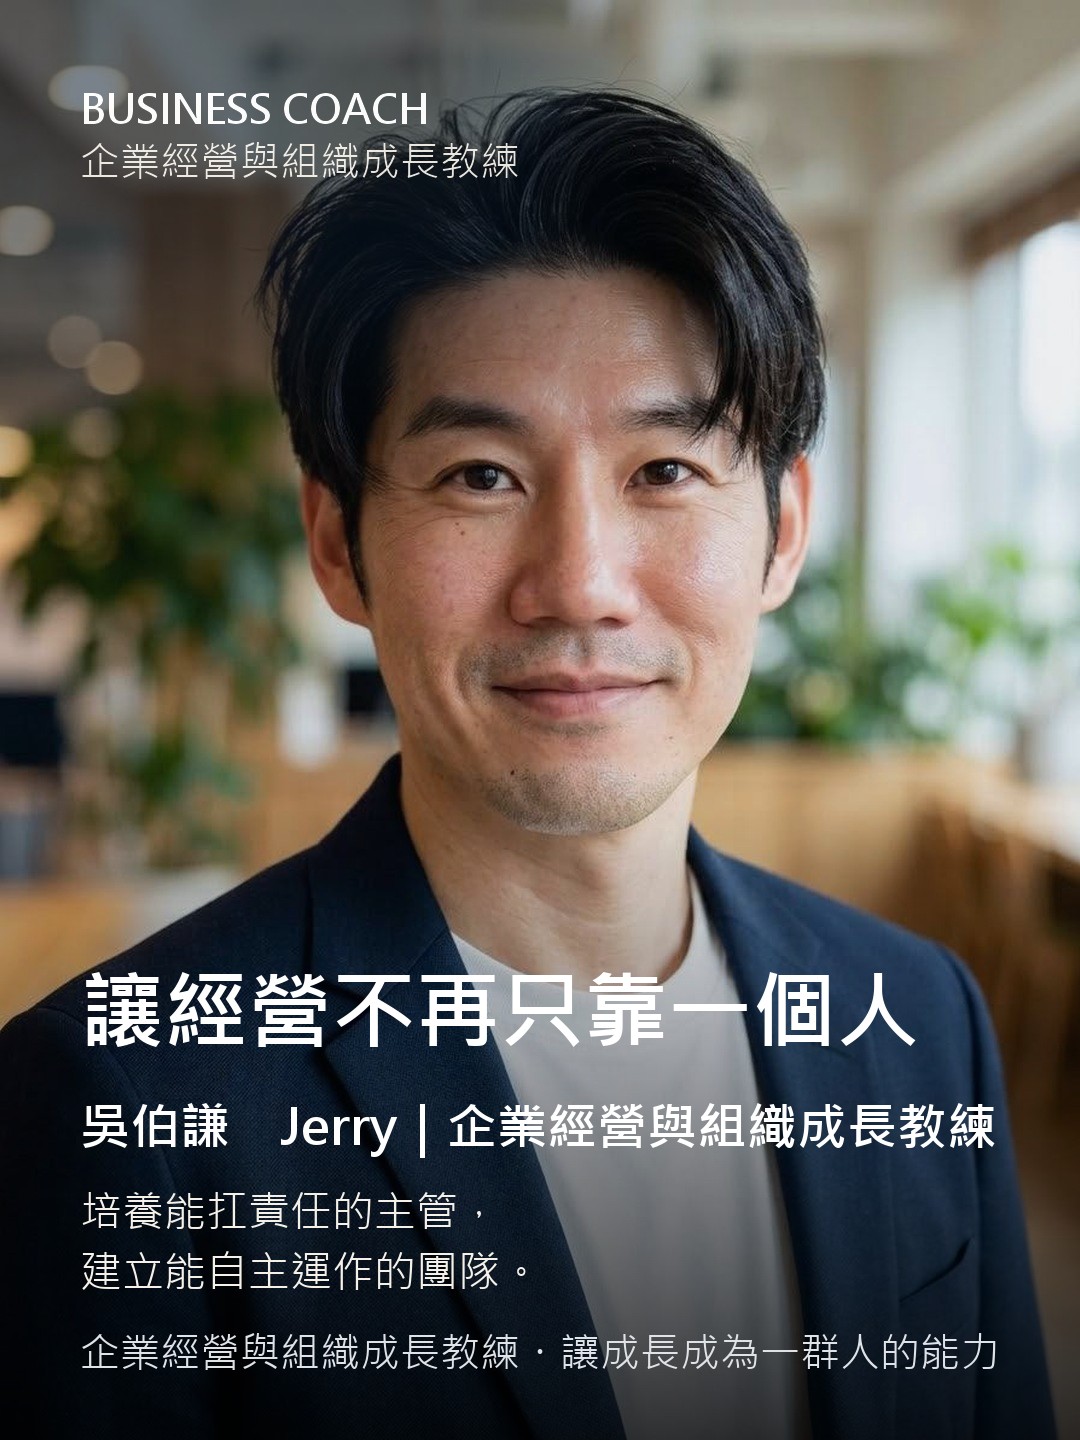 BUSINESS COACH
企業經營與組織成長教練
讓經營不再只靠一個人
吳伯謙　Jerry｜企業經營與組織成長教練
培養能扛責任的主管，
建立能自主運作的團隊。
企業經營與組織成長教練・讓成長成為一群人的能力